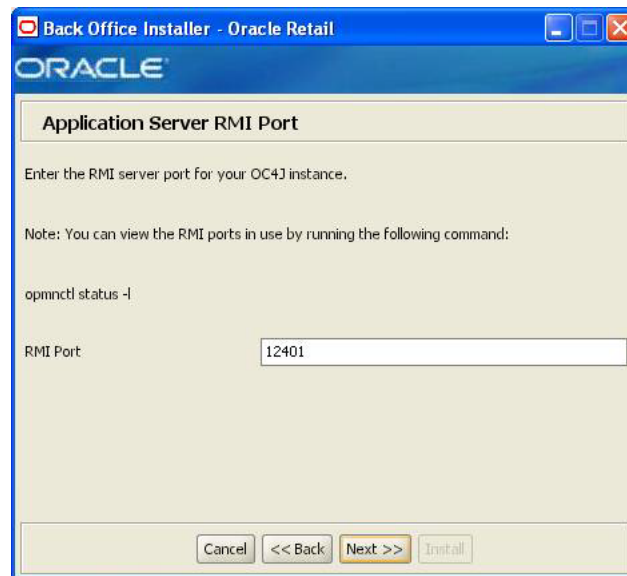 Back Office Installer - Oracle Retail
ORACLE
Application Server RMI Port
Enter the RMI server port for your OC4J instance.
Note: You can view the RMI ports in use by running the following command:
opmnctl status -l
RMI Port 12401
Cancel << Back Next >> Install